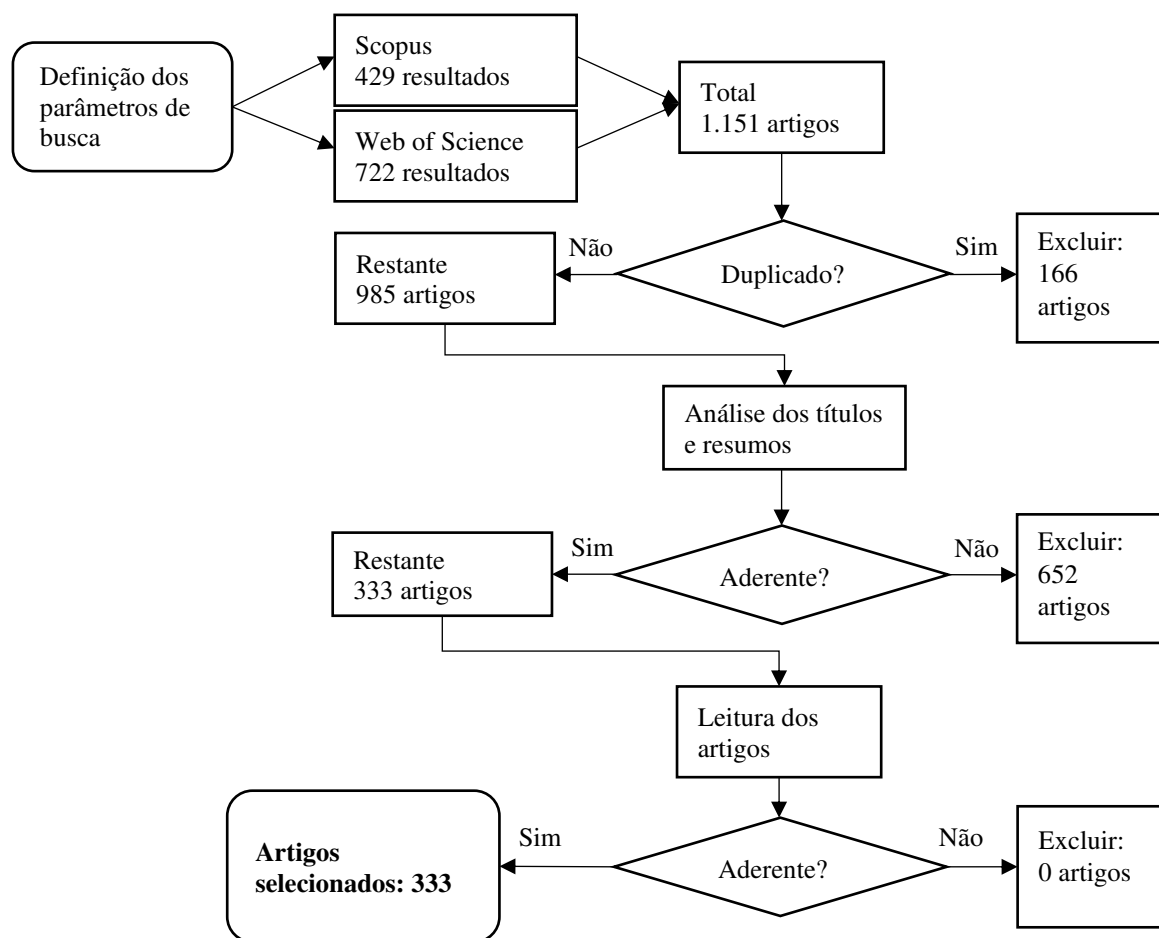 Definição dos
parâmetros de
busca
Scopus
429 resultados
Web of Science
722 resultados
Total
1.151 artigos
Duplicado?
Não
Sim
Restante
985 artigos
Excluir:
166
artigos
Análise dos títulos
e resumos
Aderente?
Sim
Não
Restante
333 artigos
Excluir:
652
artigos
Leitura dos
artigos
Aderente?
Sim
Não
Artigos
selecionados: 333
Excluir:
0 artigos